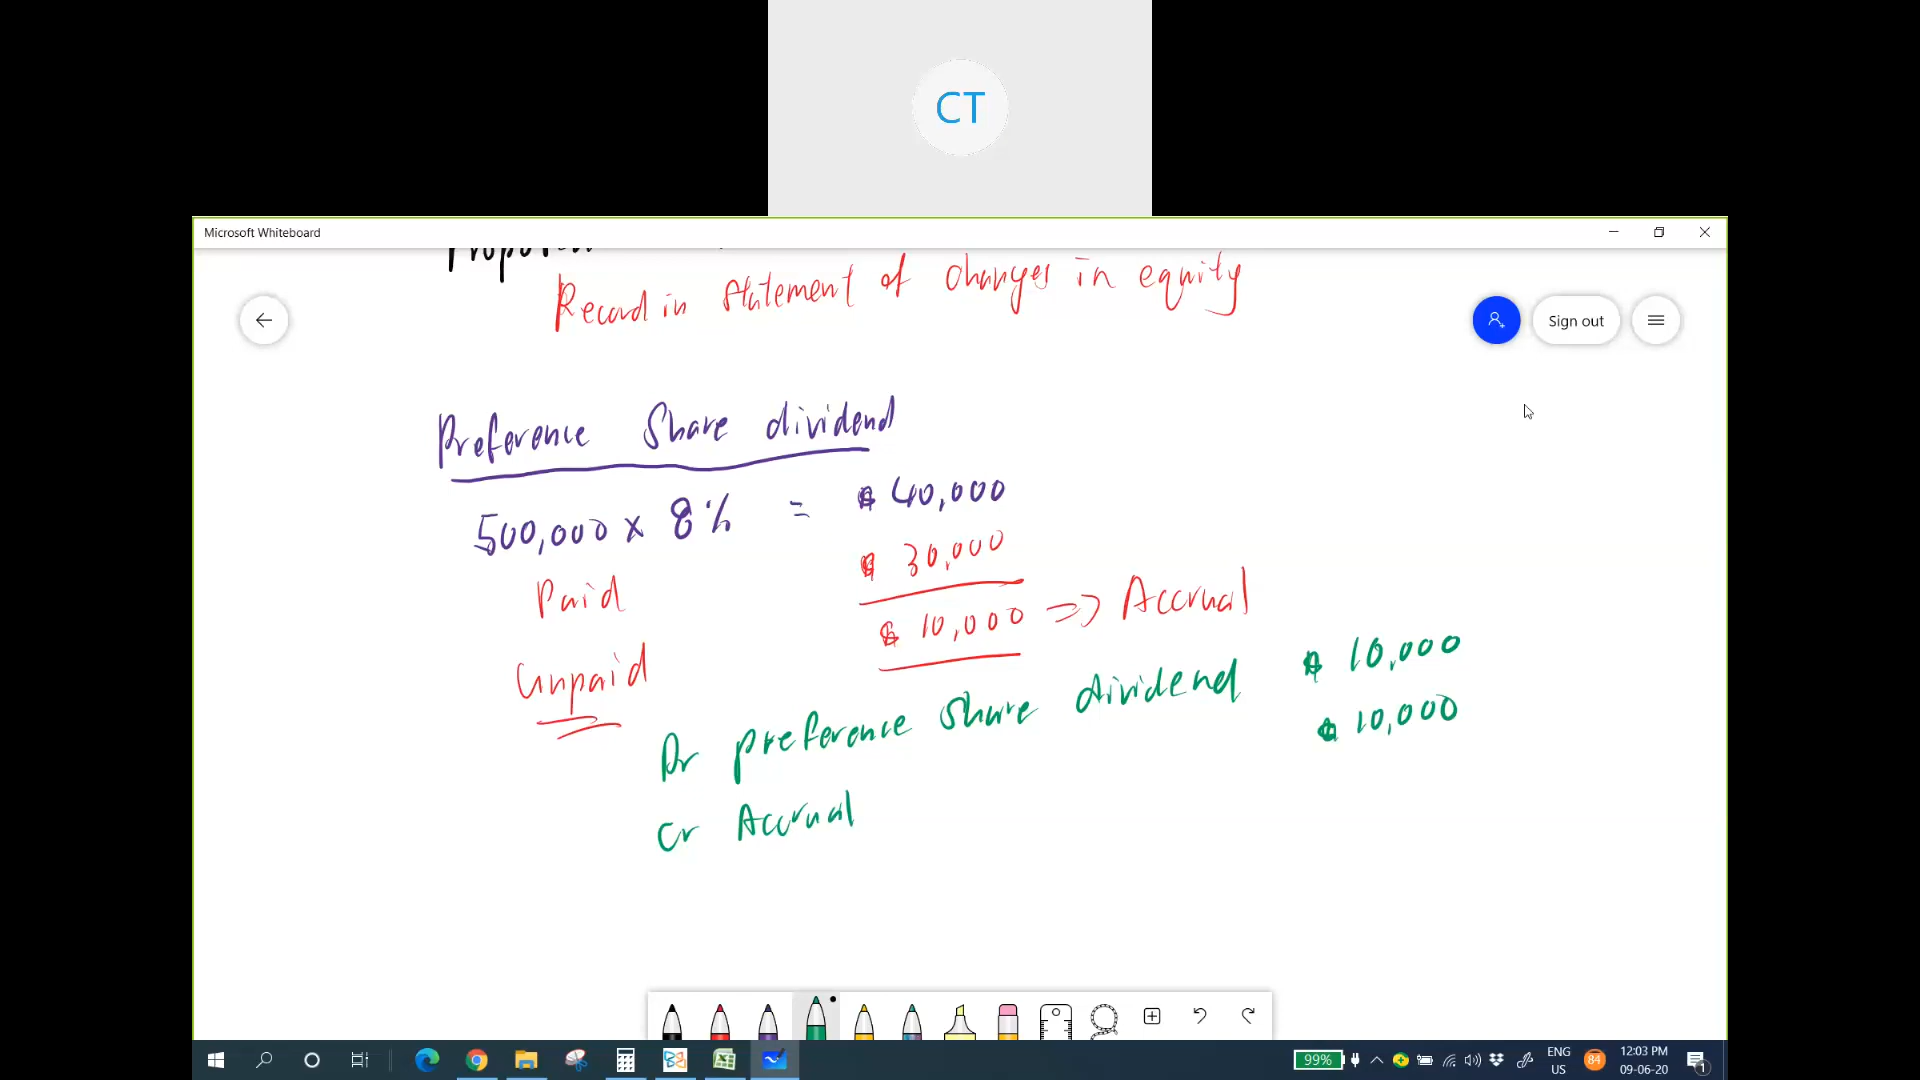 CT
Microsoft Whiteboard
Record in statement of changes in equity
Sign out
Preference Share dividend
500,000 x 8% = $ 40,000
Paid $ 30,000
Unpaid $ 10,000 => Accrual
Dr preference share dividend $ 10,000
Cr Accrual $ 10,000
99% ENG US 84 12:03 PM 09-06-20 1